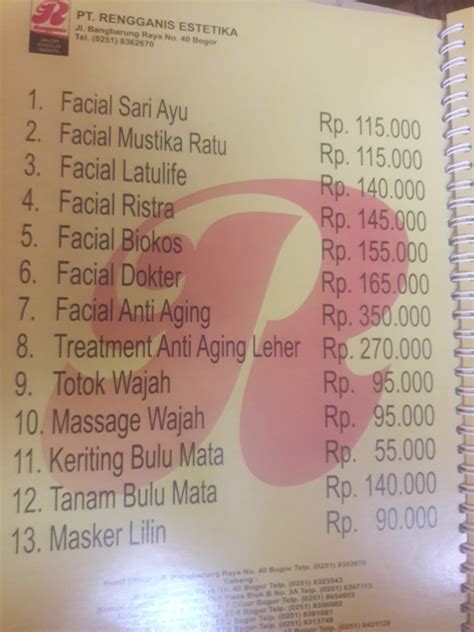 R
Rengganis
PT. RENGGANIS ESTETIKA
Jl. Bangbarung Raya No. 40 Bogor
Tel. (0251) 8362670
1. Facial Sari Ayu Rp. 115.000
2. Facial Mustika Ratu Rp. 115.000
3. Facial Latulife Rp. 140.000
4. Facial Ristra Rp. 145.000
5. Facial Biokos Rp. 155.000
6. Facial Dokter Rp. 165.000
7. Facial Anti Aging Rp. 350.000
8. Treatment Anti Aging Leher Rp. 270.000
9. Totok Wajah Rp. 95.000
10. Massage Wajah Rp. 95.000
11. Keriting Bulu Mata Rp. 55.000
12. Tanam Bulu Mata Rp. 140.000
13. Masker Lilin Rp. 90.000
Bangbarung Raya No. 40 Bogor Telp. (0251) 8362670
Cabang :